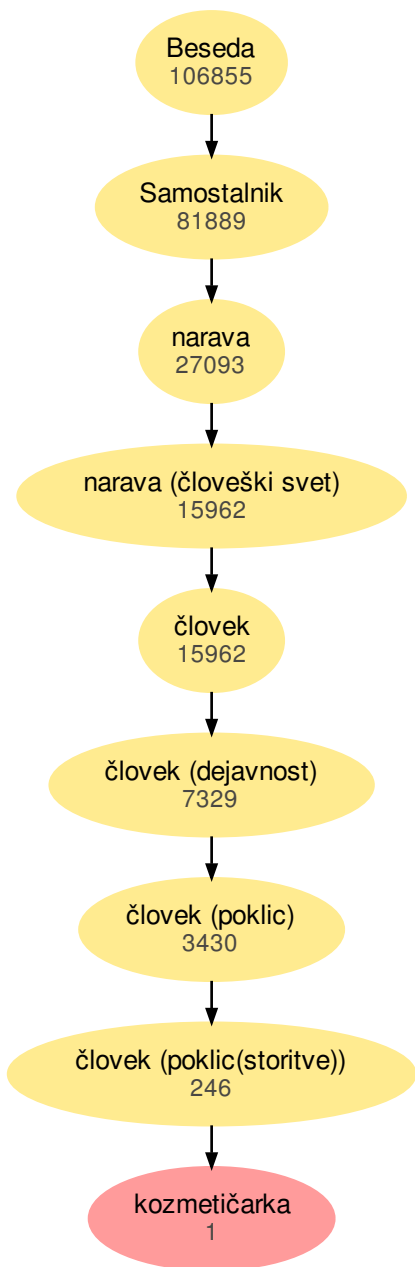 Beseda
106855
Samostalnik
81889
narava
27093
narava (človeški svet)
15962
človek
15962
človek (dejavnost)
7329
človek (poklic)
3430
človek (poklic(storitve))
246
kozmetičarka
1